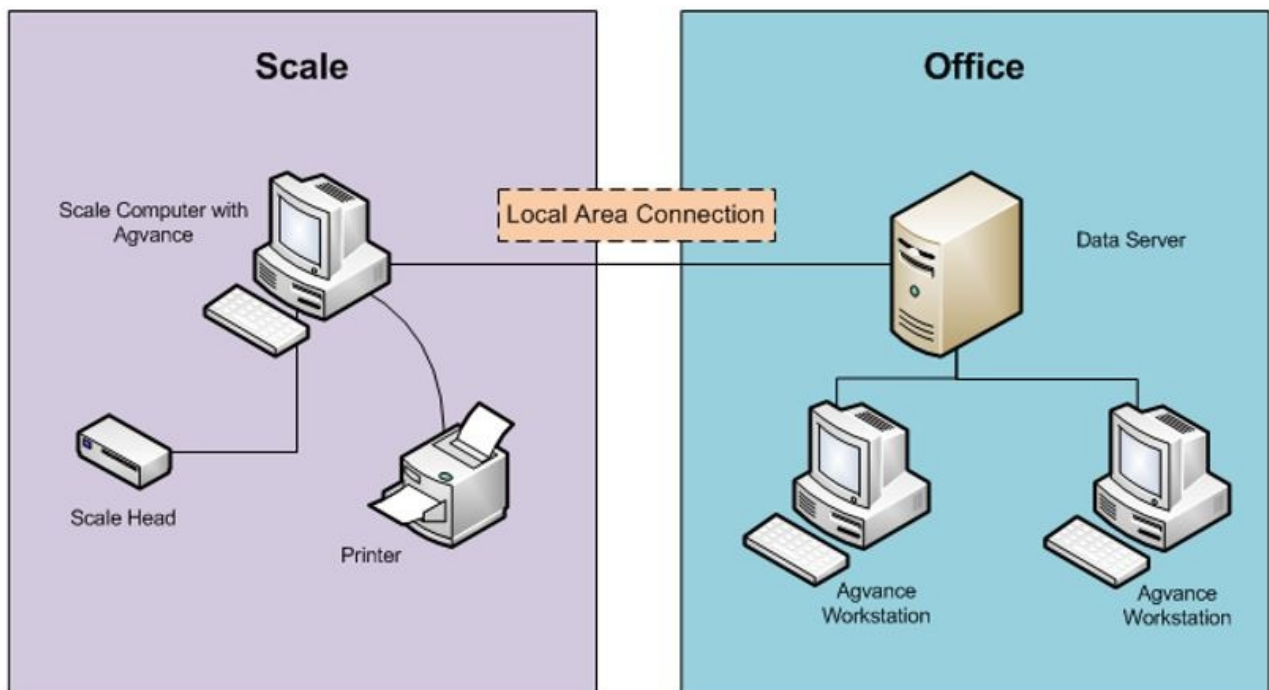 Scale
Office
Scale Computer with
Agvance
Local Area Connection
Data Server
Scale Head
Printer
Agvance
Workstation
Agvance
Workstation